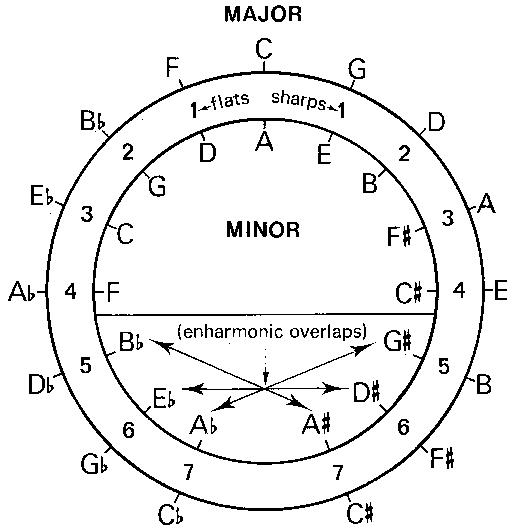 MAJOR
C
F G
1 flats sharps 1
B♭ D
D A E
2 2
G B
E♭ A
3 3
C MINOR F♯
A♭ 4 F C♯ 4 E
(enharmonic overlaps)
B♭ G♯
5 5
D♭ B
E♭ D♯
A♭ A♯
6 6
G♭ F♯
7 7
C♭ C♯